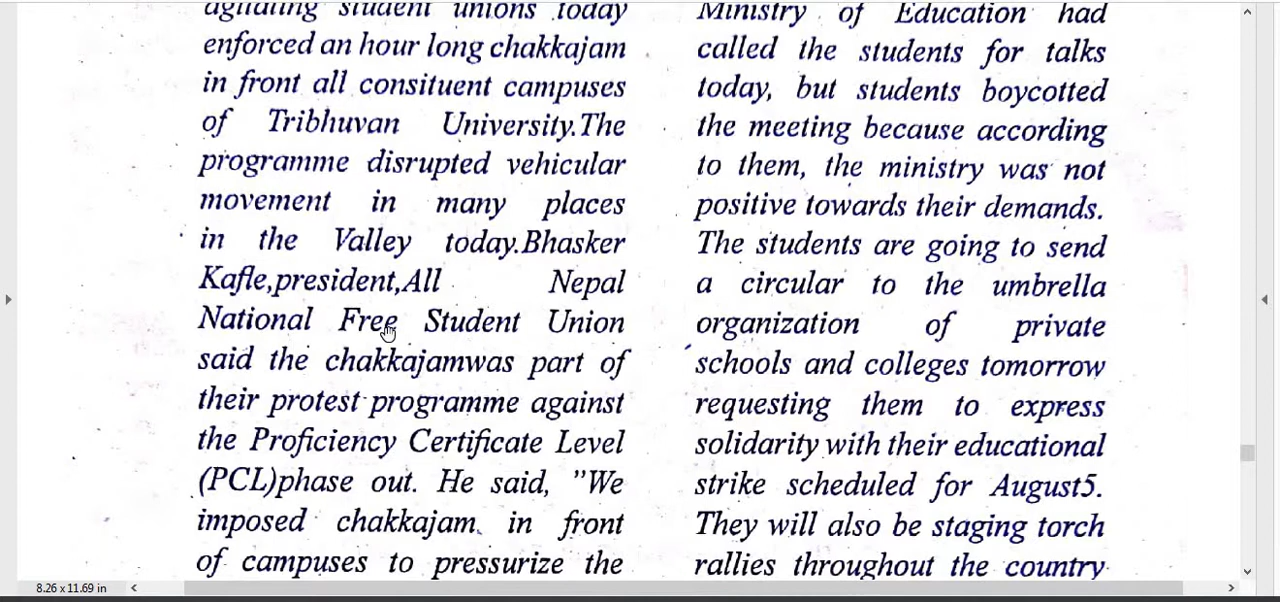 agitating student unions today
enforced an hour long chakkajam
in front all consituent campuses
of Tribhuvan University.The
programme disrupted vehicular
movement in many places
in the Valley today.Bhasker
Kafle,president,All Nepal
National Free Student Union
said the chakkajamwas part of
their protest programme against
the Proficiency Certificate Level
(PCL)phase out. He said, "We
imposed chakkajam in front
of campuses to pressurize the
Ministry of Education had
called the students for talks
today, but students boycotted
the meeting because according
to them, the ministry was not
positive towards their demands.
The students are going to send
a circular to the umbrella
organization of private
schools and colleges tomorrow
requesting them to express
solidarity with their educational
strike scheduled for August5.
They will also be staging torch
rallies throughout the country
8.26 x 11.69 in